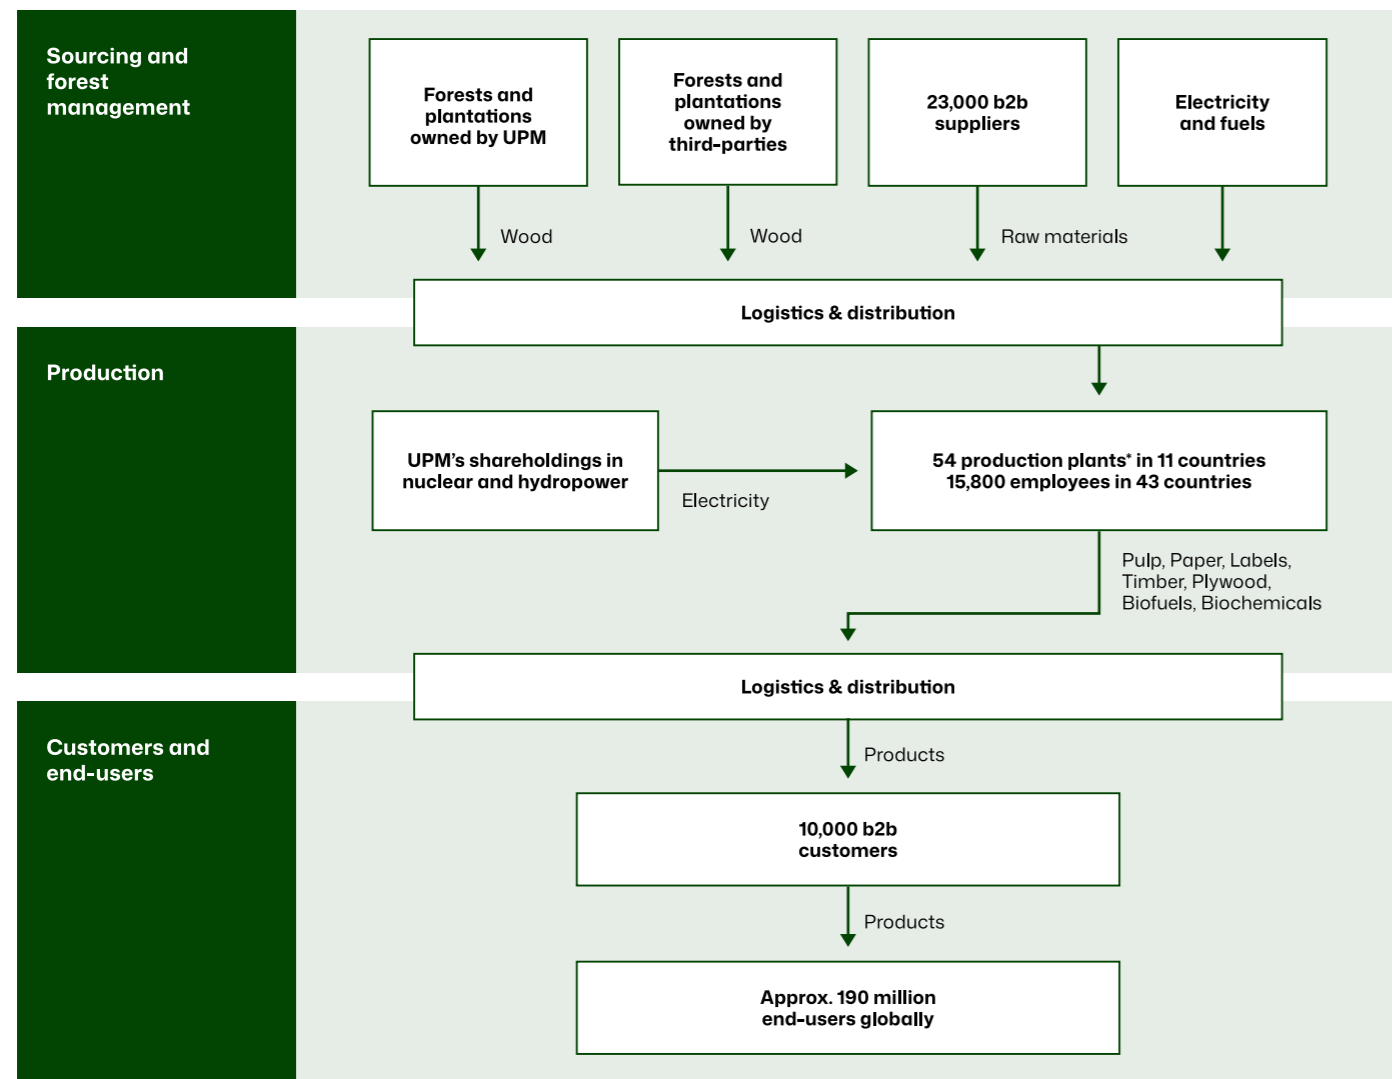 Sourcing and
forest
management
Forests and
plantations
owned by UPM
Forests and
plantations
owned by
third-parties
23,000 b2b
suppliers
Electricity
and fuels
Wood
Wood
Raw materials
Logistics & distribution
Production
UPM's shareholdings in
nuclear and hydropower
Electricity
54 production plants* in 11 countries
15,800 employees in 43 countries
Pulp, Paper, Labels,
Timber, Plywood,
Biofuels, Biochemicals
Logistics & distribution
Customers and
end-users
Products
10,000 b2b
customers
Products
Approx. 190 million
end-users globally